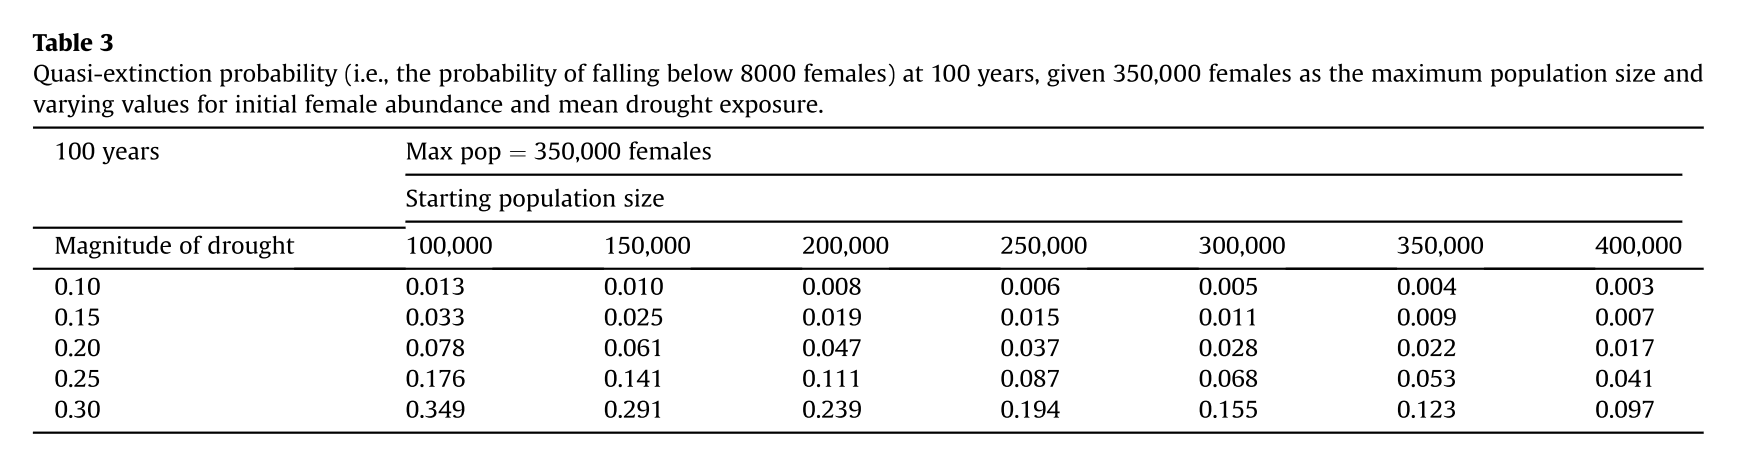 Table 3
Quasi-extinction probability (i.e., the probability of falling below 8000 females) at 100 years, given 350,000 females as the maximum population size and
varying values for initial female abundance and mean drought exposure.
100 years Max pop = 350,000 females
Starting population size
Magnitude of drought 100,000 150,000 200,000 250,000 300,000 350,000 400,000
0.10 0.013 0.010 0.008 0.006 0.005 0.004 0.003
0.15 0.033 0.025 0.019 0.015 0.011 0.009 0.007
0.20 0.078 0.061 0.047 0.037 0.028 0.022 0.017
0.25 0.176 0.141 0.111 0.087 0.068 0.053 0.041
0.30 0.349 0.291 0.239 0.194 0.155 0.123 0.097